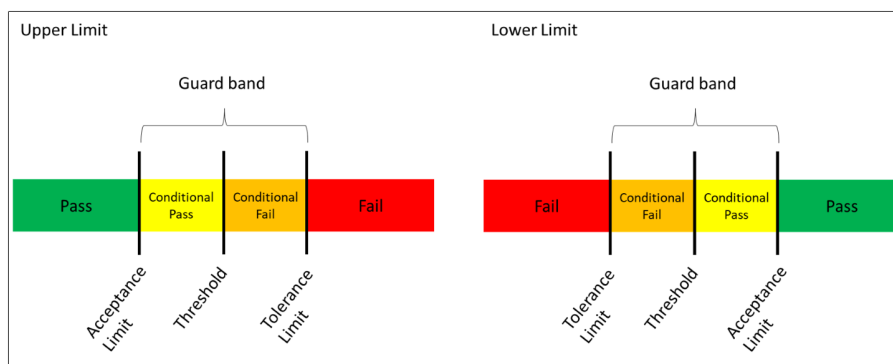 Upper Limit
Guard band
Pass
Conditional
Pass
Conditional
Fail
Fail
Acceptance
Limit
Threshold
Tolerance
Limit
Lower Limit
Guard band
Fail
Conditional
Fail
Conditional
Pass
Pass
Tolerance
Limit
Threshold
Acceptance
Limit